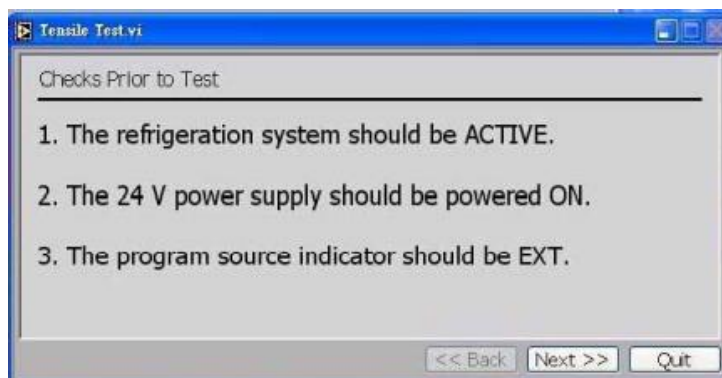 Tensile Test.vi
Checks Prior to Test
1. The refrigeration system should be ACTIVE.
2. The 24 V power supply should be powered ON.
3. The program source indicator should be EXT.
<< Back Next >> Quit